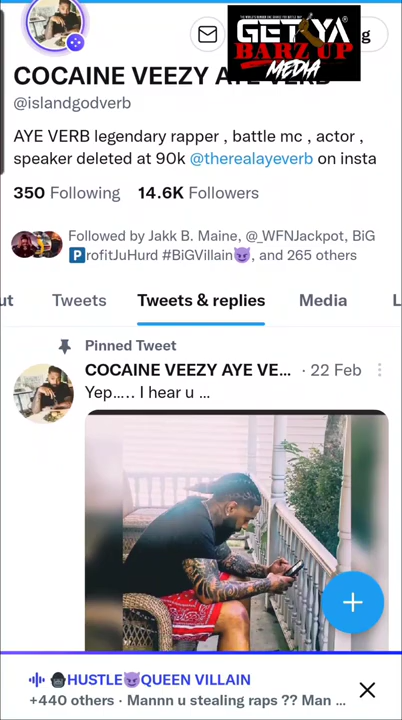 GET YA
BARZ UP
MEDIA
g
COCAINE VEEZY AYE VERB
@islandgodverb
AYE VERB legendary rapper , battle mc , actor ,
speaker deleted at 90k @therealayeverb on insta
350 Following 14.6K Followers
Followed by Jakk B. Maine, @_WFNJackpot, BiG
🅿️rofitJuHurd #BiGVillain😈, and 265 others
ut Tweets Tweets & replies Media L
Pinned Tweet
COCAINE VEEZY AYE VE... · 22 Feb
Yep….. I hear u …
HUSTLE😈QUEEN VILLAIN
+440 others · Mannn u stealing raps ?? Man ...